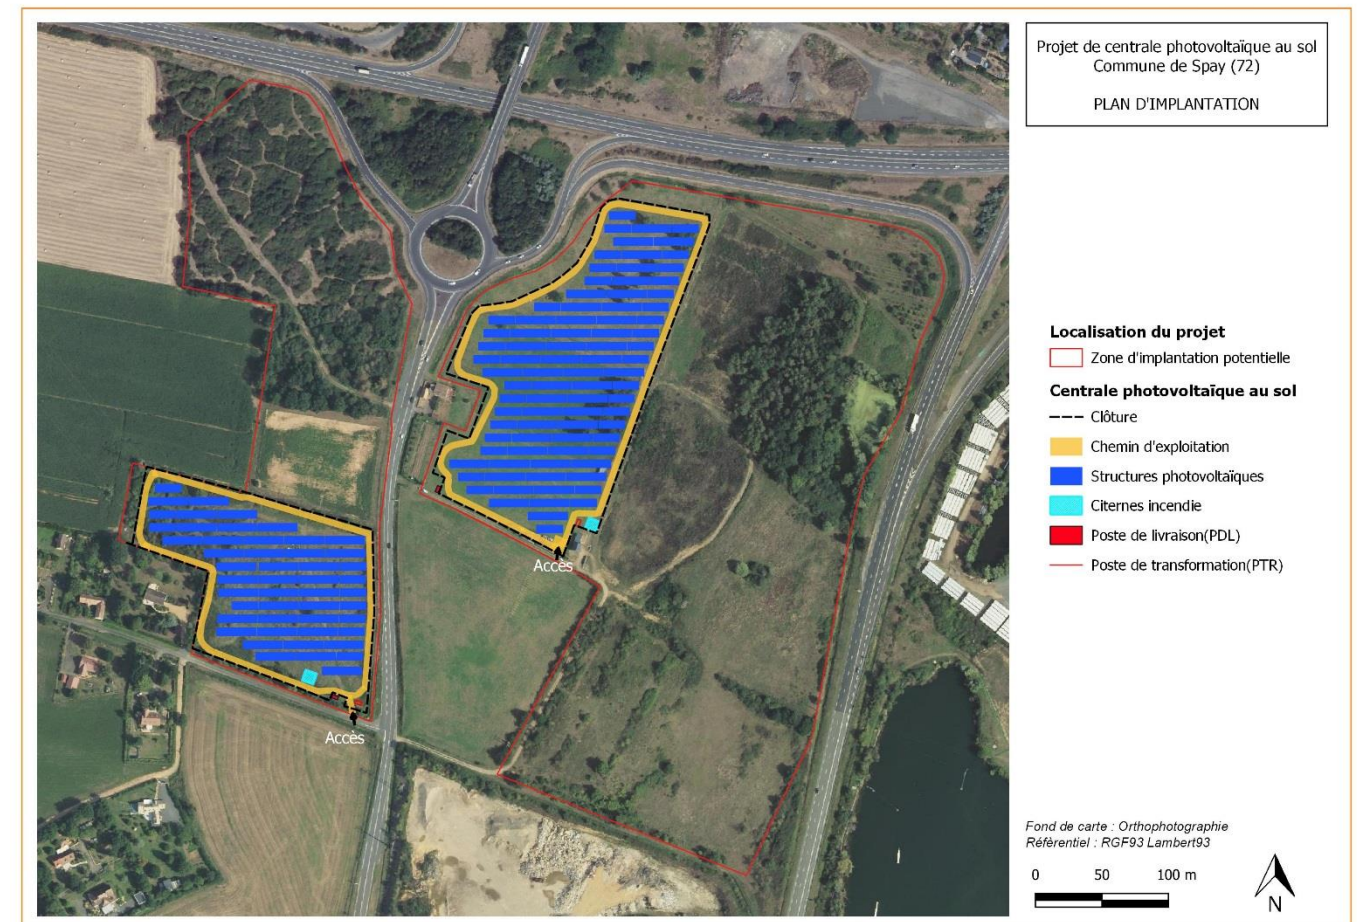 Projet de centrale photovoltaïque au sol
Commune de Spay (72)
PLAN D'IMPLANTATION
Localisation du projet
Zone d'implantation potentielle
Centrale photovoltaïque au sol
Clôture
Chemin d'exploitation
Structures photovoltaïques
Citernes incendie
Poste de livraison(PDL)
Poste de transformation(PTR)
Accès
Accès
Fond de carte : Orthophotographie
Référentiel : RGF93 Lambert93
0 50 100 m
N